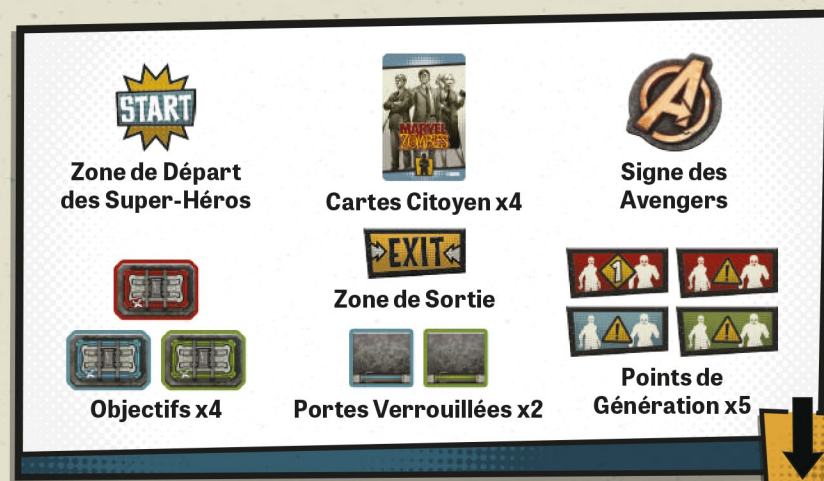 START
Zone de Départ
des Super-Héros
MARVEL
ZOMBIES
Cartes Citoyen x4
Signe des
Avengers
EXIT
Zone de Sortie
Objectifs x4
Portes Verrouillées x2
1
Points de
Génération x5